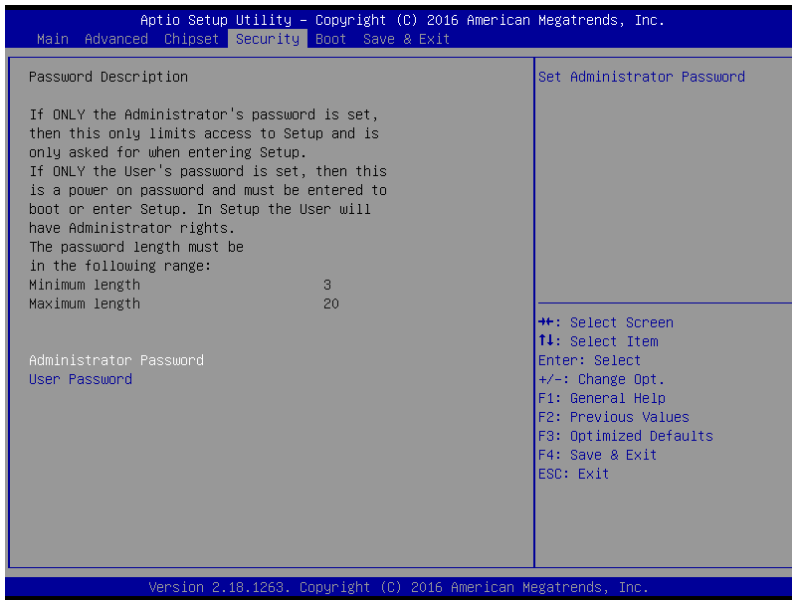 Aptio Setup Utility – Copyright (C) 2016 American Megatrends, Inc.
Main Advanced Chipset Security Boot Save & Exit
Password Description
If ONLY the Administrator's password is set,
then this only limits access to Setup and is
only asked for when entering Setup.
If ONLY the User's password is set, then this
is a power on password and must be entered to
boot or enter Setup. In Setup the User will
have Administrator rights.
The password length must be
in the following range:
Minimum length 3
Maximum length 20
Administrator Password
User Password
Set Administrator Password
→←: Select Screen
↑↓: Select Item
Enter: Select
+/-: Change Opt.
F1: General Help
F2: Previous Values
F3: Optimized Defaults
F4: Save & Exit
ESC: Exit
Version 2.18.1263. Copyright (C) 2016 American Megatrends, Inc.